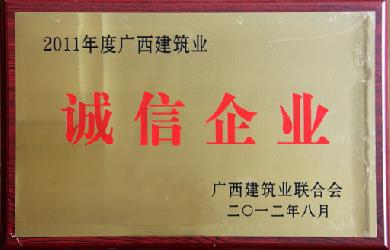 2011年度广西建筑业
诚信企业
广西建筑业联合会
二〇一二年八月